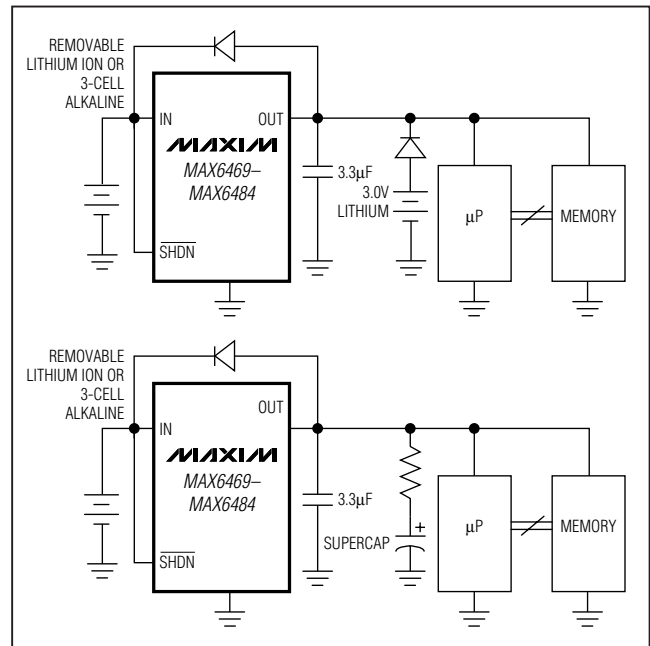 REMOVABLE
LITHIUM ION OR
3-CELL
ALKALINE
IN
OUT
MAXIM
MAX6469–
MAX6484
SHDN
3.3µF
3.0V
LITHIUM
µP
MEMORY
REMOVABLE
LITHIUM ION OR
3-CELL
ALKALINE
IN
OUT
MAXIM
MAX6469–
MAX6484
SHDN
3.3µF
SUPERCAP
+
µP
MEMORY